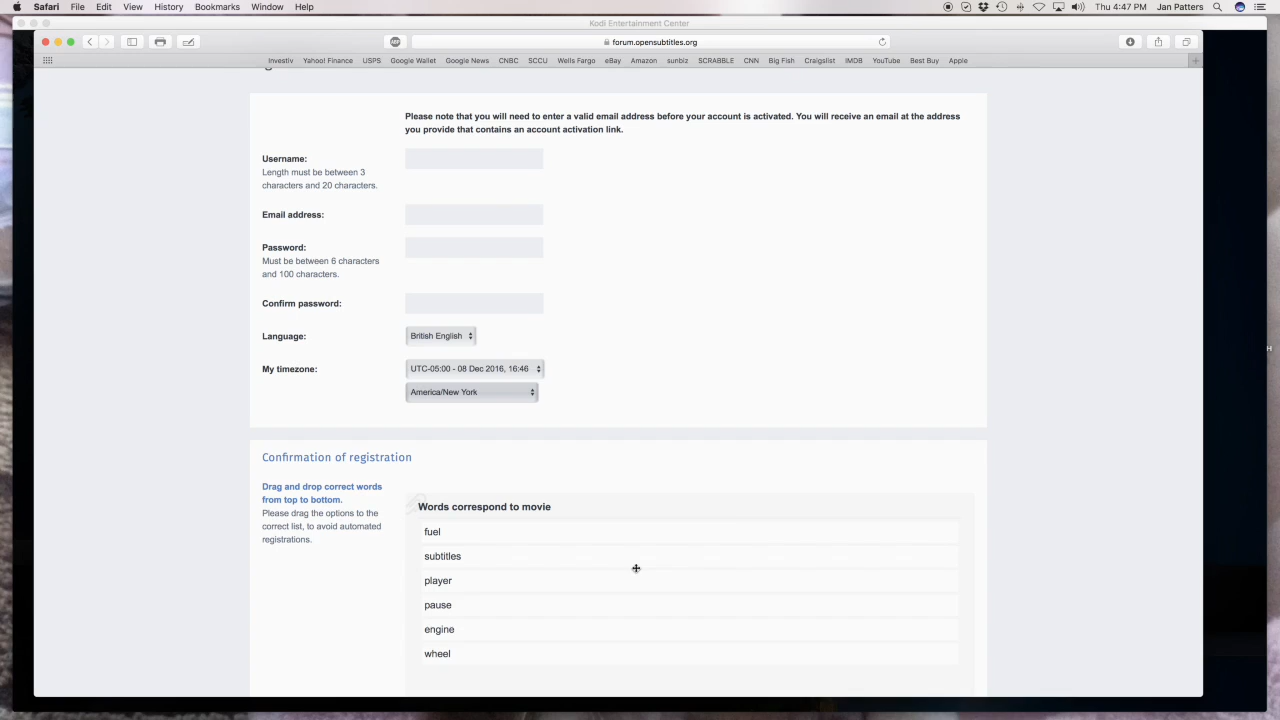 Safari File Edit View History Bookmarks Window Help
Thu 4:47 PM Jan Patters
Kodi Entertainment Center
forum.opensubtitles.org
Investiv Yahoo! Finance USPS Google Wallet Google News CNBC SCCU Wells Fargo eBay Amazon sunbiz SCRABBLE CNN Big Fish Craigslist IMDB YouTube Best Buy Apple
Please note that you will need to enter a valid email address before your account is activated. You will receive an email at the address
you provide that contains an account activation link.
Username:
Length must be between 3
characters and 20 characters.
Email address:
Password:
Must be between 6 characters
and 100 characters.
Confirm password:
Language:
British English
My timezone:
UTC-05:00 - 08 Dec 2016, 16:46
America/New York
Confirmation of registration
Drag and drop correct words
from top to bottom.
Please drag the options to the
correct list, to avoid automated
registrations.
Words correspond to movie
fuel
subtitles
player
pause
engine
wheel